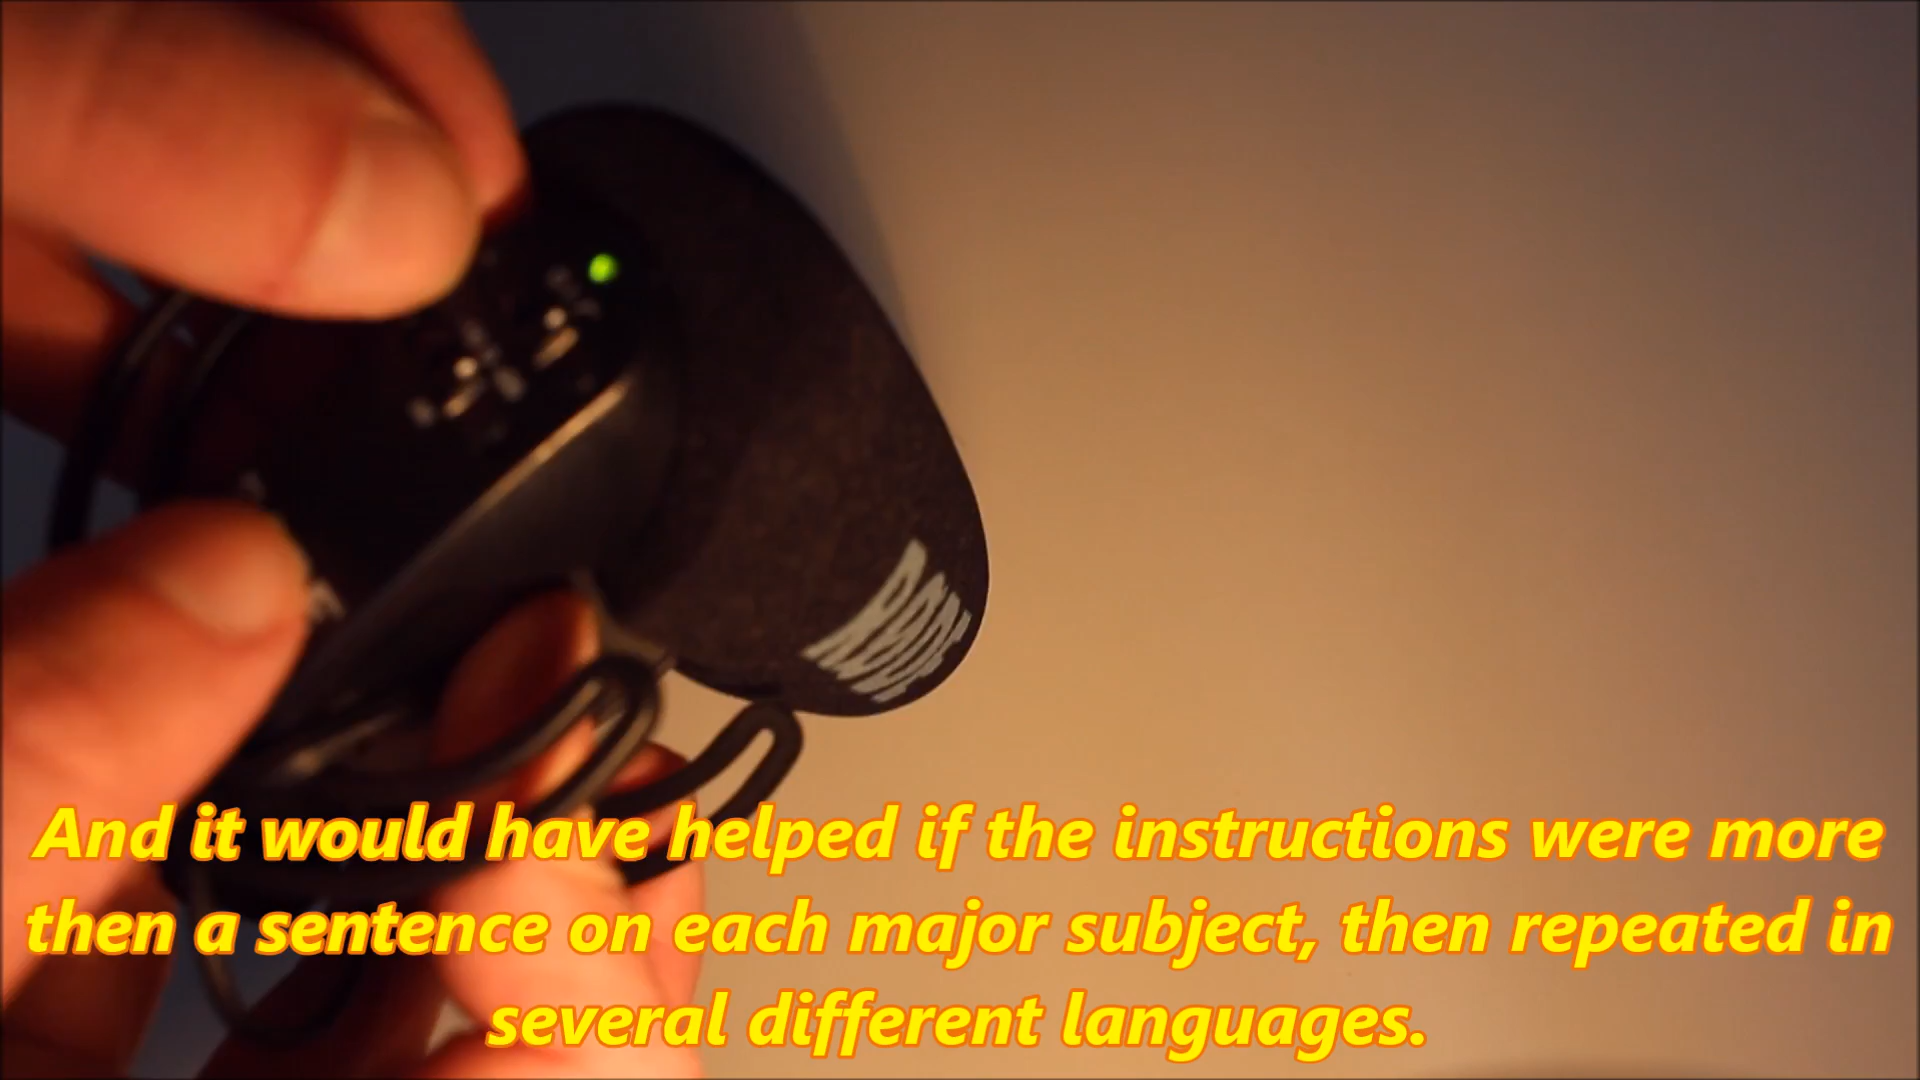 And it would have helped if the instructions were more
then a sentence on each major subject, then repeated in
several different languages.